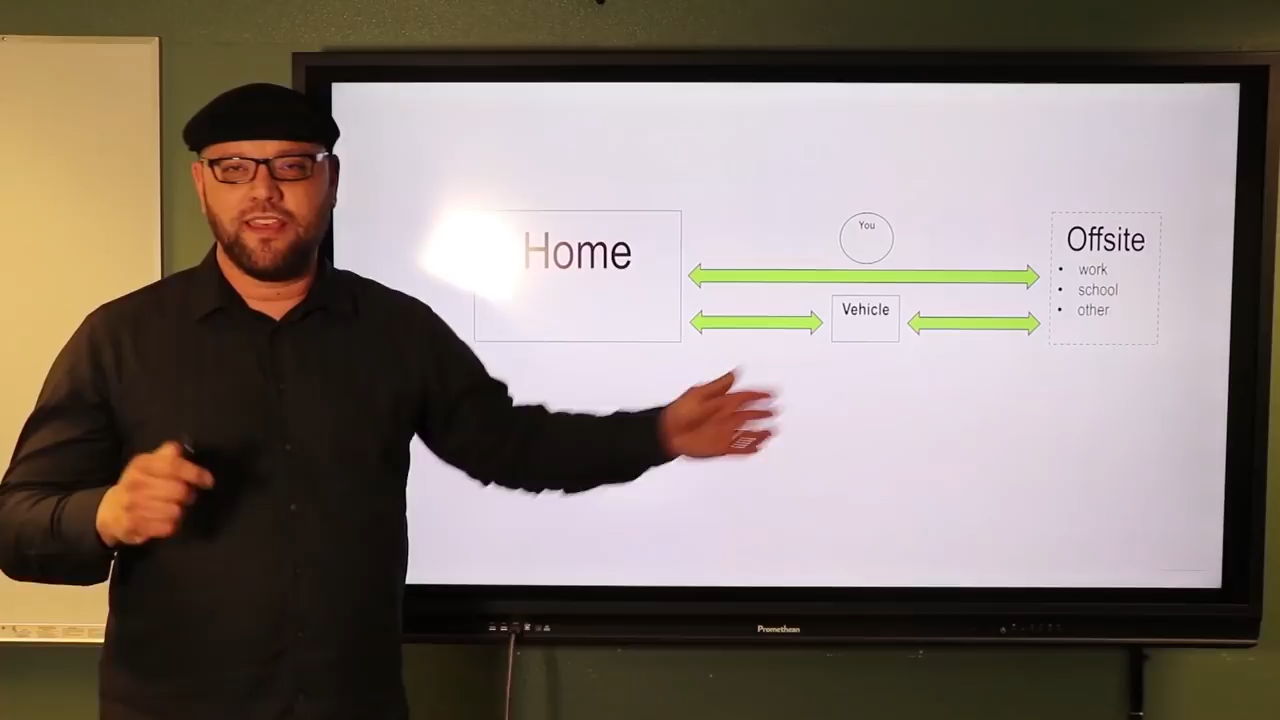 Home
You
Vehicle
Offsite
• work
• school
• other
Promethean